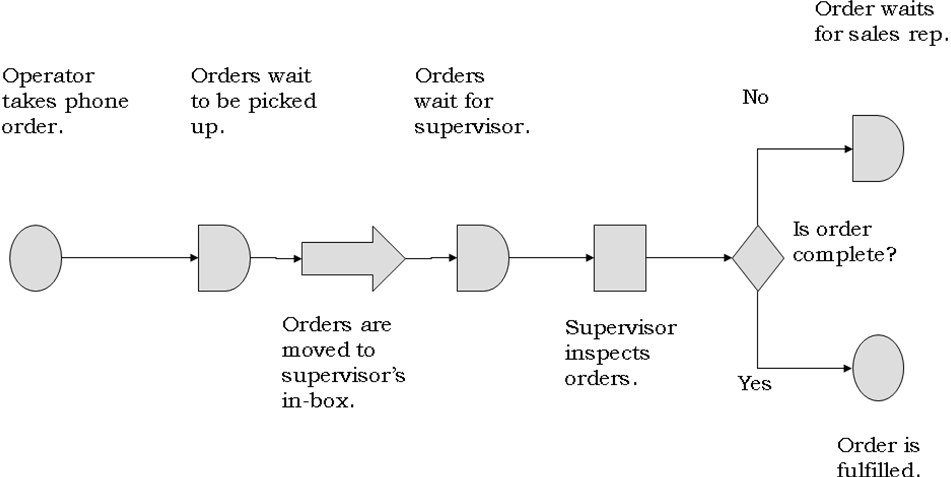 Operator
takes phone
order.
Orders wait
to be picked
up.
Orders are
moved to
supervisor's
in-box.
Orders
wait for
supervisor.
Supervisor
inspects
orders.
Is order
complete?
No
Order waits
for sales rep.
Yes
Order is
fulfilled.